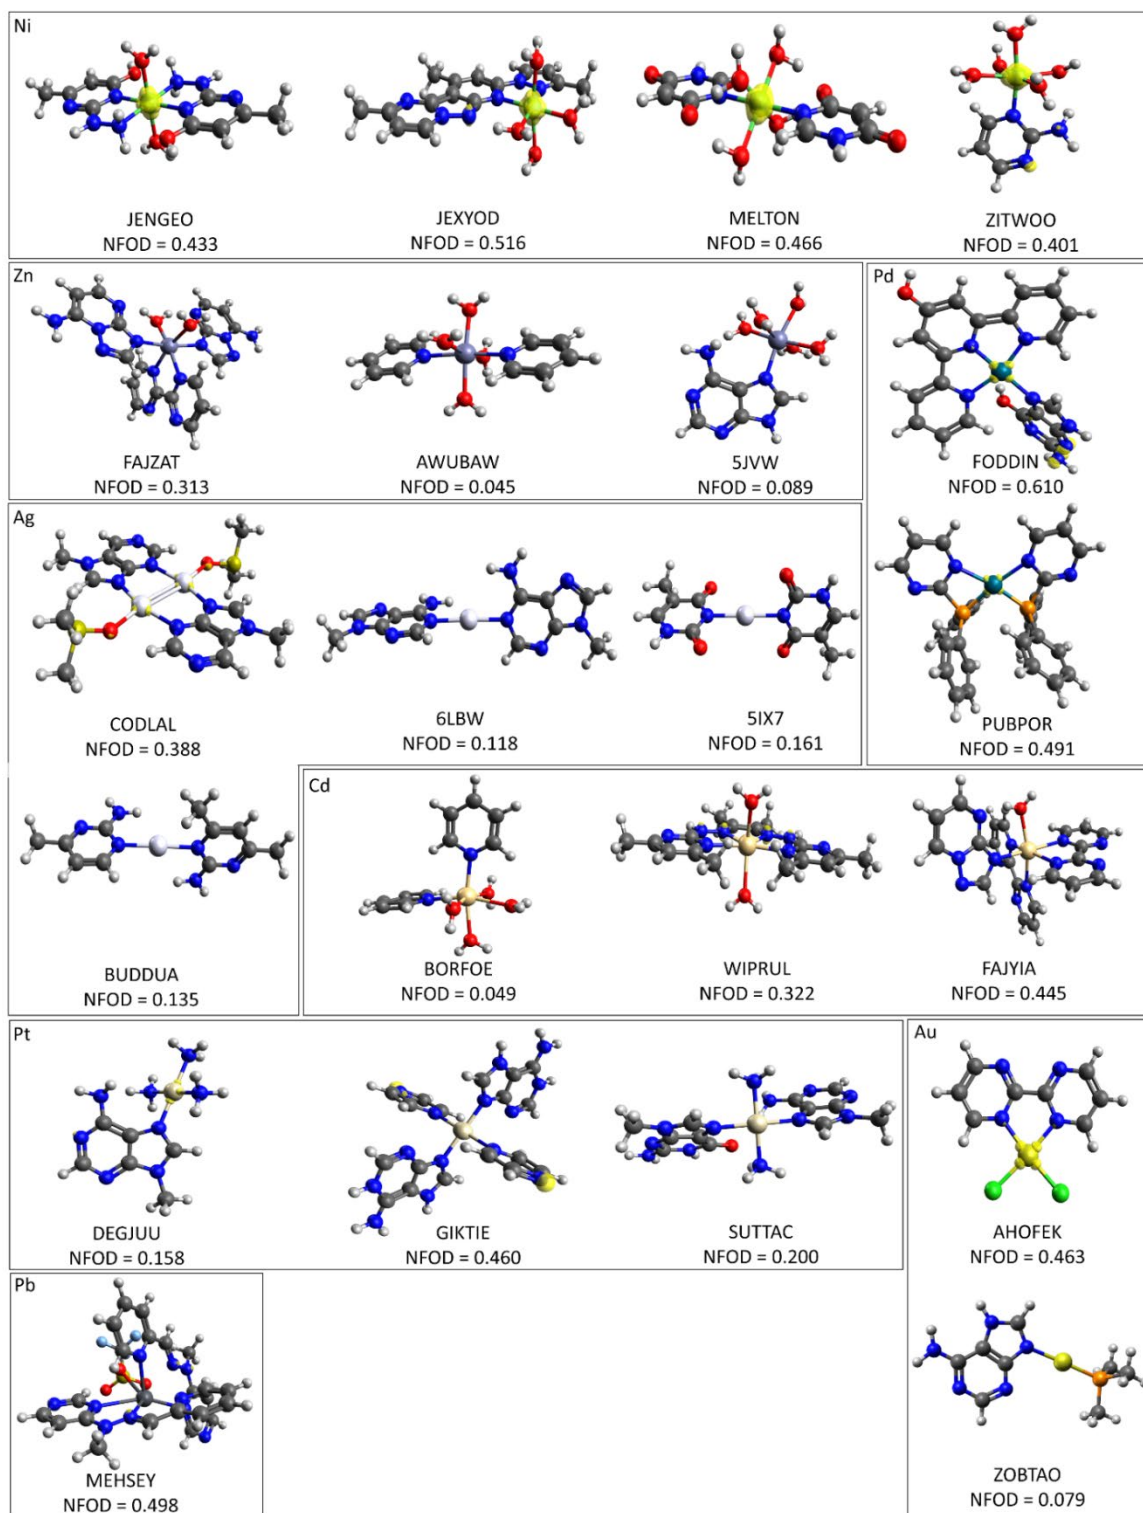 Ni
JENGEO
NFOD = 0.433
JEXYOD
NFOD = 0.516
MELTON
NFOD = 0.466
ZITWOO
NFOD = 0.401
Zn
FAJZAT
NFOD = 0.313
AWUBAW
NFOD = 0.045
5JVW
NFOD = 0.089
Pd
FODDIN
NFOD = 0.610
PUBPOR
NFOD = 0.491
Ag
CODLAL
NFOD = 0.388
6LBW
NFOD = 0.118
5IX7
NFOD = 0.161
BUDDUA
NFOD = 0.135
Cd
BORFOE
NFOD = 0.049
WIPRUL
NFOD = 0.322
FAJYIA
NFOD = 0.445
Pt
DEGJUU
NFOD = 0.158
GIKTIE
NFOD = 0.460
SUTTAC
NFOD = 0.200
Au
AHOFEK
NFOD = 0.463
ZOBTAO
NFOD = 0.079
Pb
MEHSEY
NFOD = 0.498